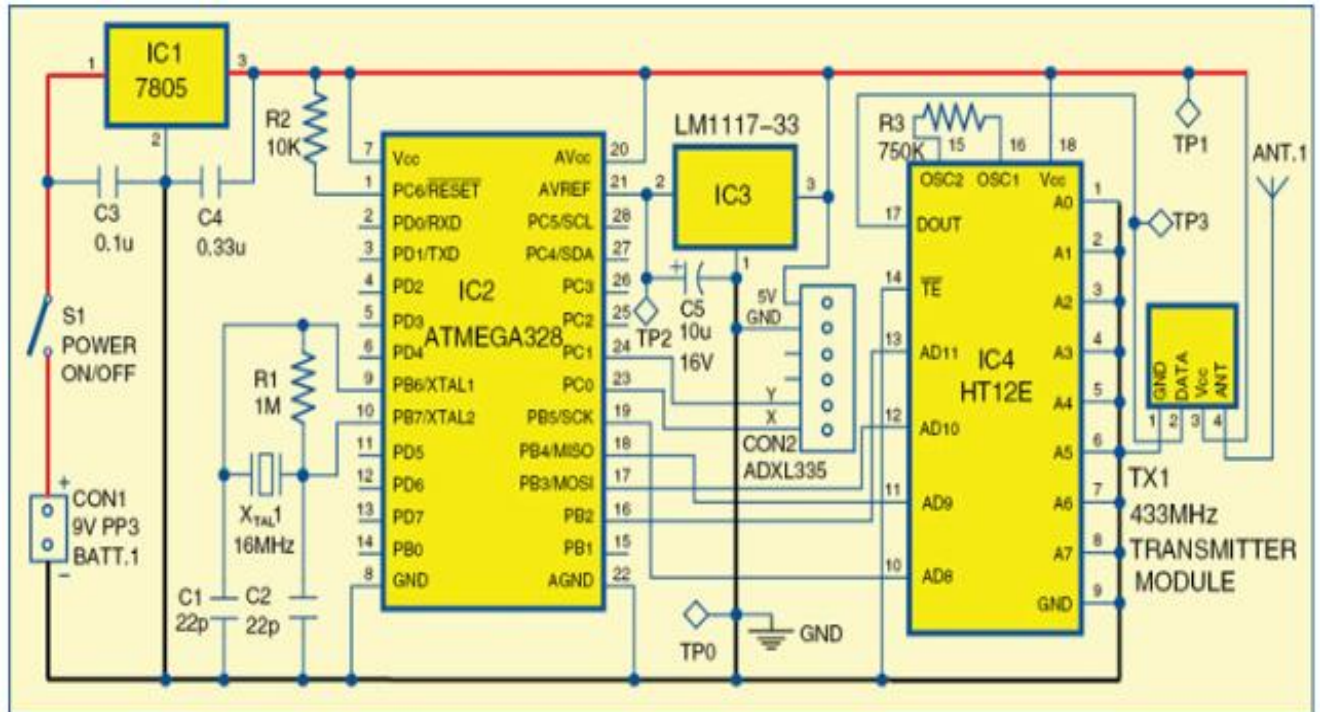 IC1
7805
1
3
2
R2
10K
C3
0.1u
C4
0.33u
S1
POWER
ON/OFF
R1
1M
XTAL1
16MHz
+
CON1
9V PP3
BATT.1
−
C1
22p
C2
22p
IC2
ATMEGA328
7 Vcc
1 PC6/RESET
2 PD0/RXD
3 PD1/TXD
4 PD2
5 PD3
6 PD4
9 PB6/XTAL1
10 PB7/XTAL2
11 PD5
12 PD6
13 PD7
14 PB0
8 GND
AVcc 20
AVREF 21
PC5/SCL 28
PC4/SDA 27
PC3 26
PC2 25
PC1 24
PC0 23
PB5/SCK 19
PB4/MISO 18
PB3/MOSI 17
PB2 16
PB1 15
AGND 22
LM1117-33
2
IC3
3
1
+
C5
10u
16V
TP2
5V
GND
Y
X
CON2
ADXL335
TP0
GND
R3
750K
15
16
18
OSC2
OSC1
Vcc
17 DOUT
14 TE
13 AD11
12 AD10
11 AD9
10 AD8
IC4
HT12E
A0 1
A1 2
A2 3
A3 4
A4 5
A5 6
A6 7
A7 8
GND 9
TP1
TP3
ANT.1
GND
DATA
Vcc
ANT
1 2 3 4
TX1
433MHz
TRANSMITTER
MODULE